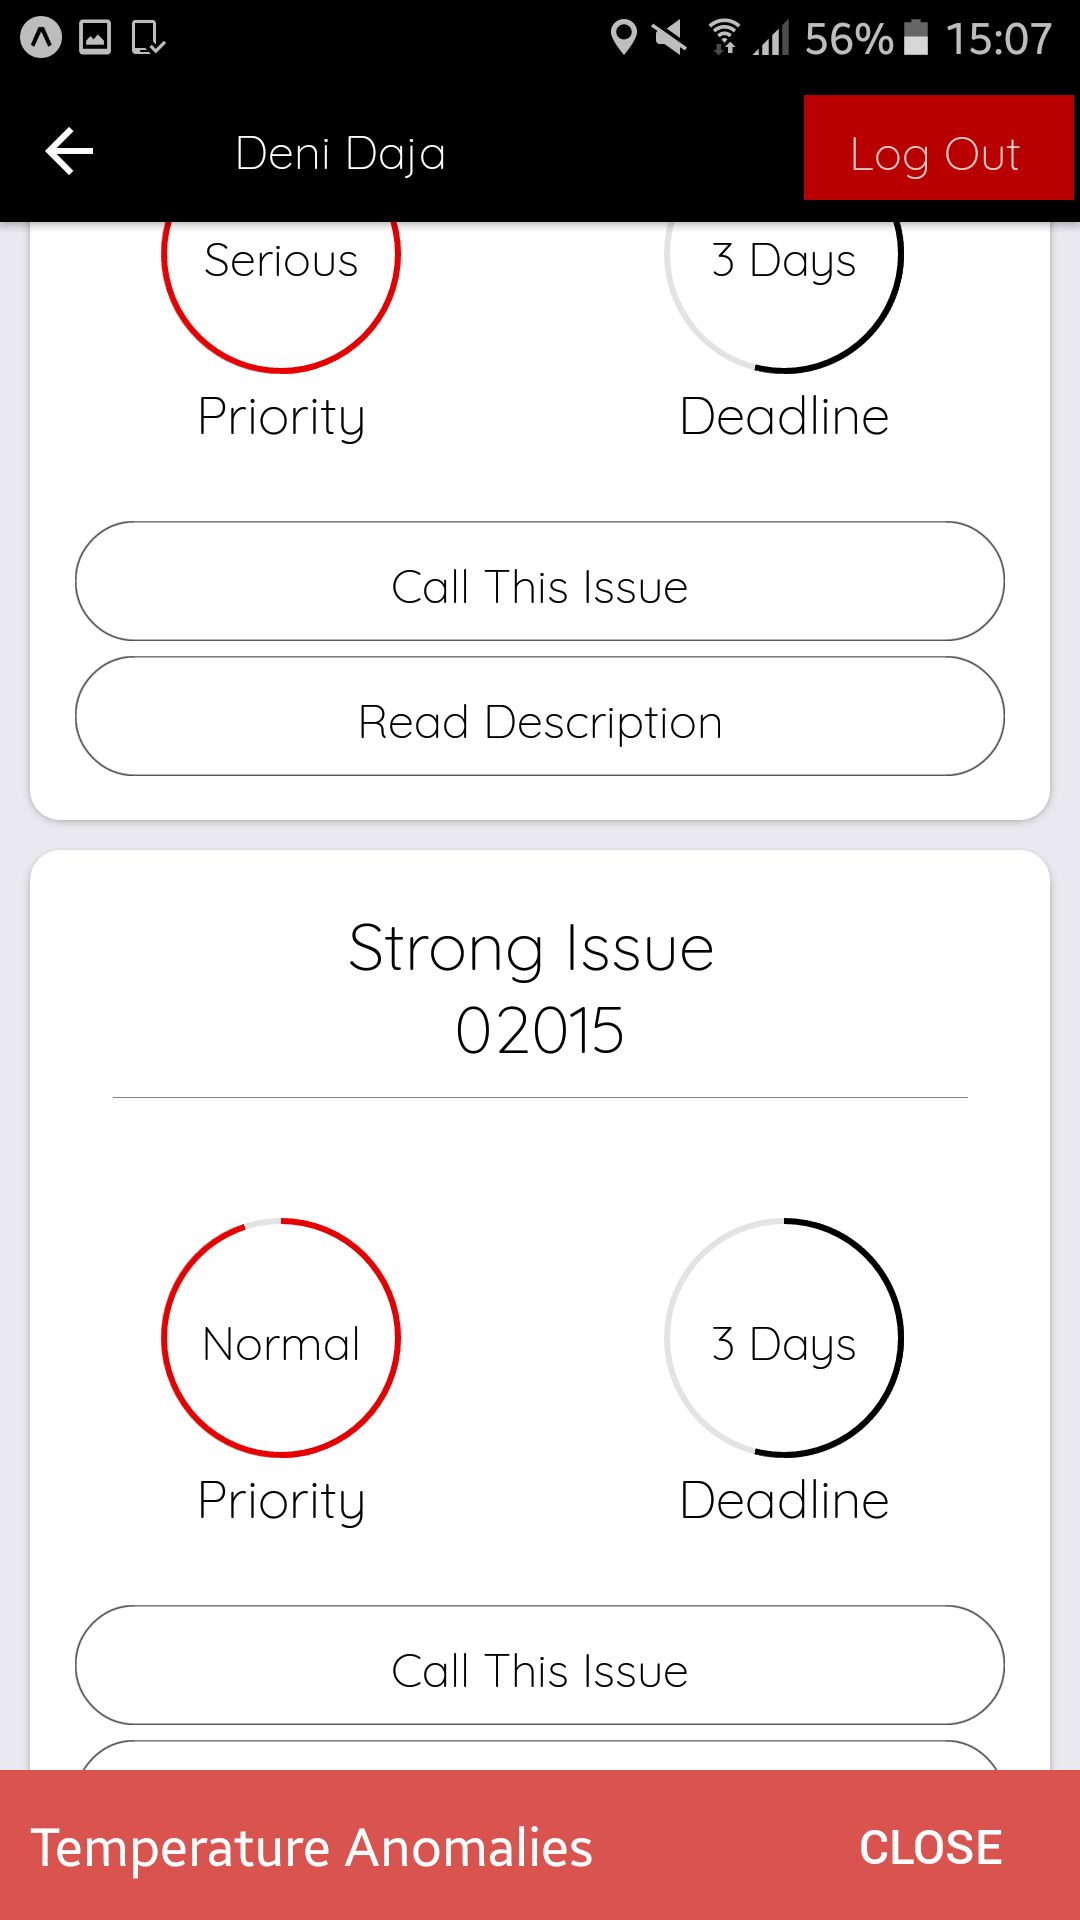 56% 15:07
Deni Daja Log Out
Serious 3 Days
Priority Deadline
Call This Issue
Read Description
Strong Issue
02015
Normal 3 Days
Priority Deadline
Call This Issue
Temperature Anomalies CLOSE